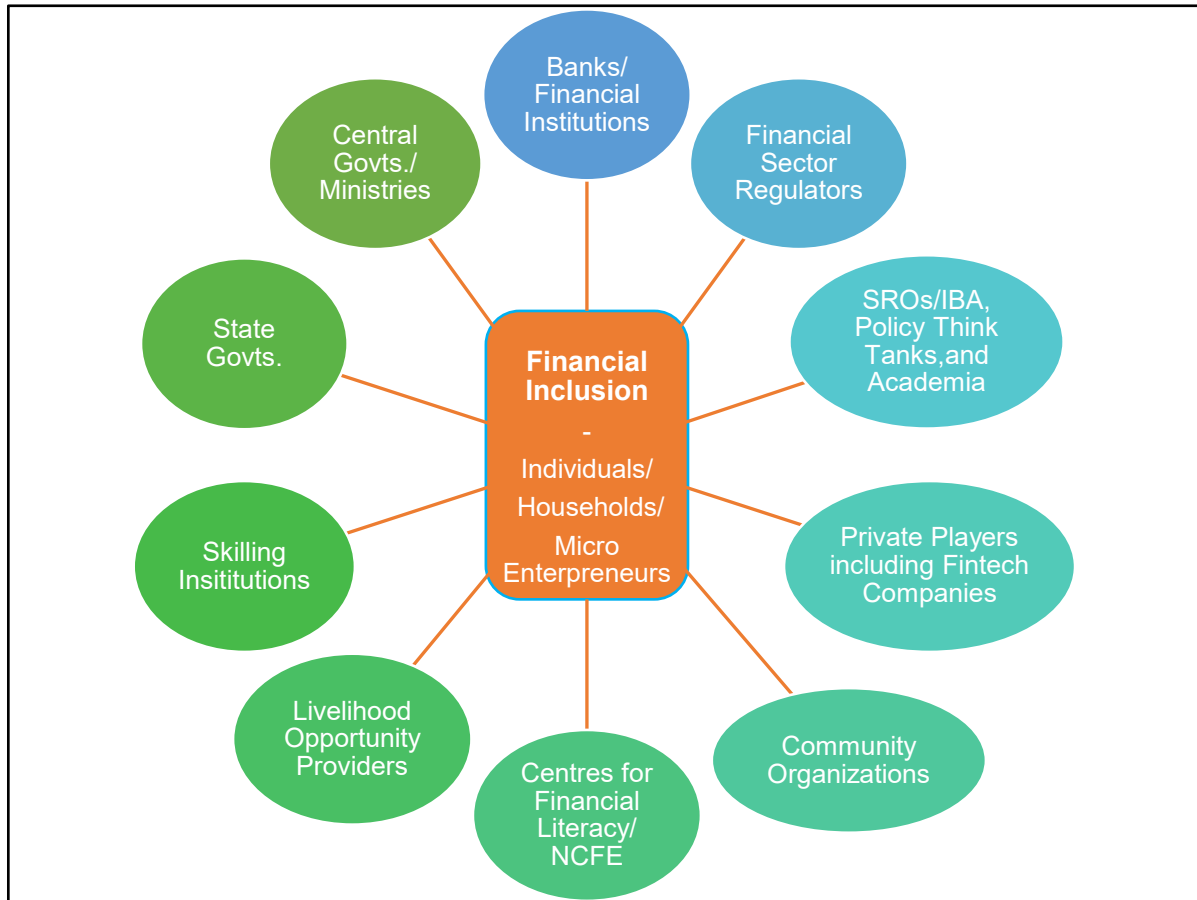 Banks/
Financial
Institutions
Financial
Sector
Regulators
SROs/IBA,
Policy Think
Tanks,and
Academia
Private Players
including Fintech
Companies
Community
Organizations
Centres for
Financial
Literacy/
NCFE
Livelihood
Opportunity
Providers
Skilling
Insititutions
State
Govts.
Central
Govts./
Ministries
Financial
Inclusion
-
Individuals/
Households/
Micro
Enterpreneurs